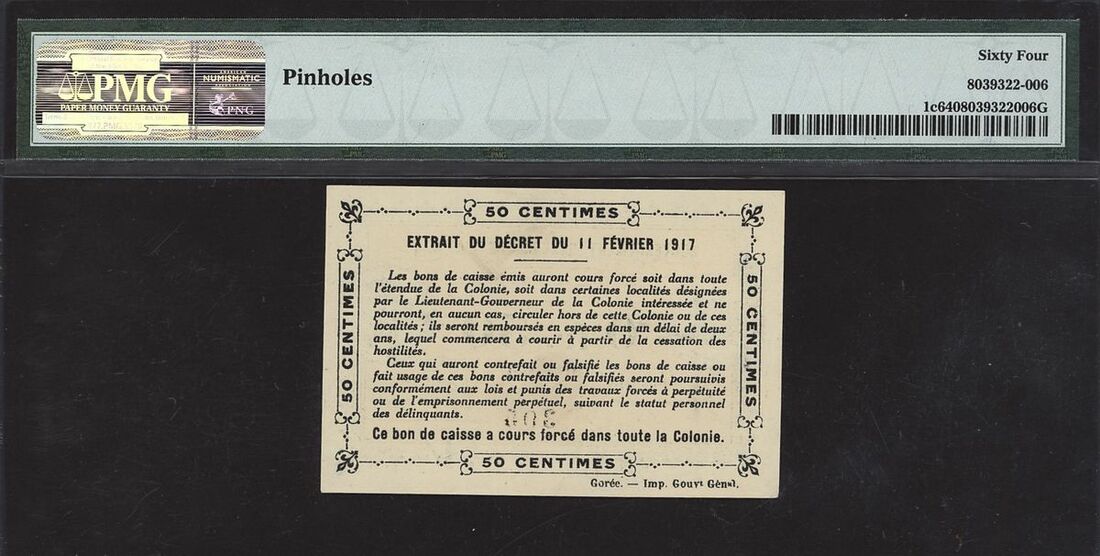 PMG
PAPER MONEY GUARANTY
NUMISMATIC
PNG
Pinholes
Sixty Four
8039322-006
1c6408039322006G
50 CENTIMES
EXTRAIT DU DÉCRET DU 11 FÉVRIER 1917
Les bons de caisse émis auront cours forcé soit dans toute
l'étendue de la Colonie, soit dans certaines localités désignées
par le Lieutenant-Gouverneur de la Colonie intéressée et ne
pourront, en aucun cas, circuler hors de cette Colonie ou de ces
localités ; ils seront remboursés en espèces dans un délai de deux
ans, lequel commencera à courir à partir de la cessation des
hostilités.
Ceux qui auront contrefait ou falsifié les bons de caisse ou
fait usage de ces bons contrefaits ou falsifiés seront poursuivis
conformément aux lois et punis des travaux forcés à perpétuité
ou de l'emprisonnement perpétuel, suivant le statut personnel
des délinquants.
Ce bon de caisse a cours forcé dans toute la Colonie.
50 CENTIMES
50 CENTIMES
50 CENTIMES
Gorée. — Imp. Gouvt Génal.